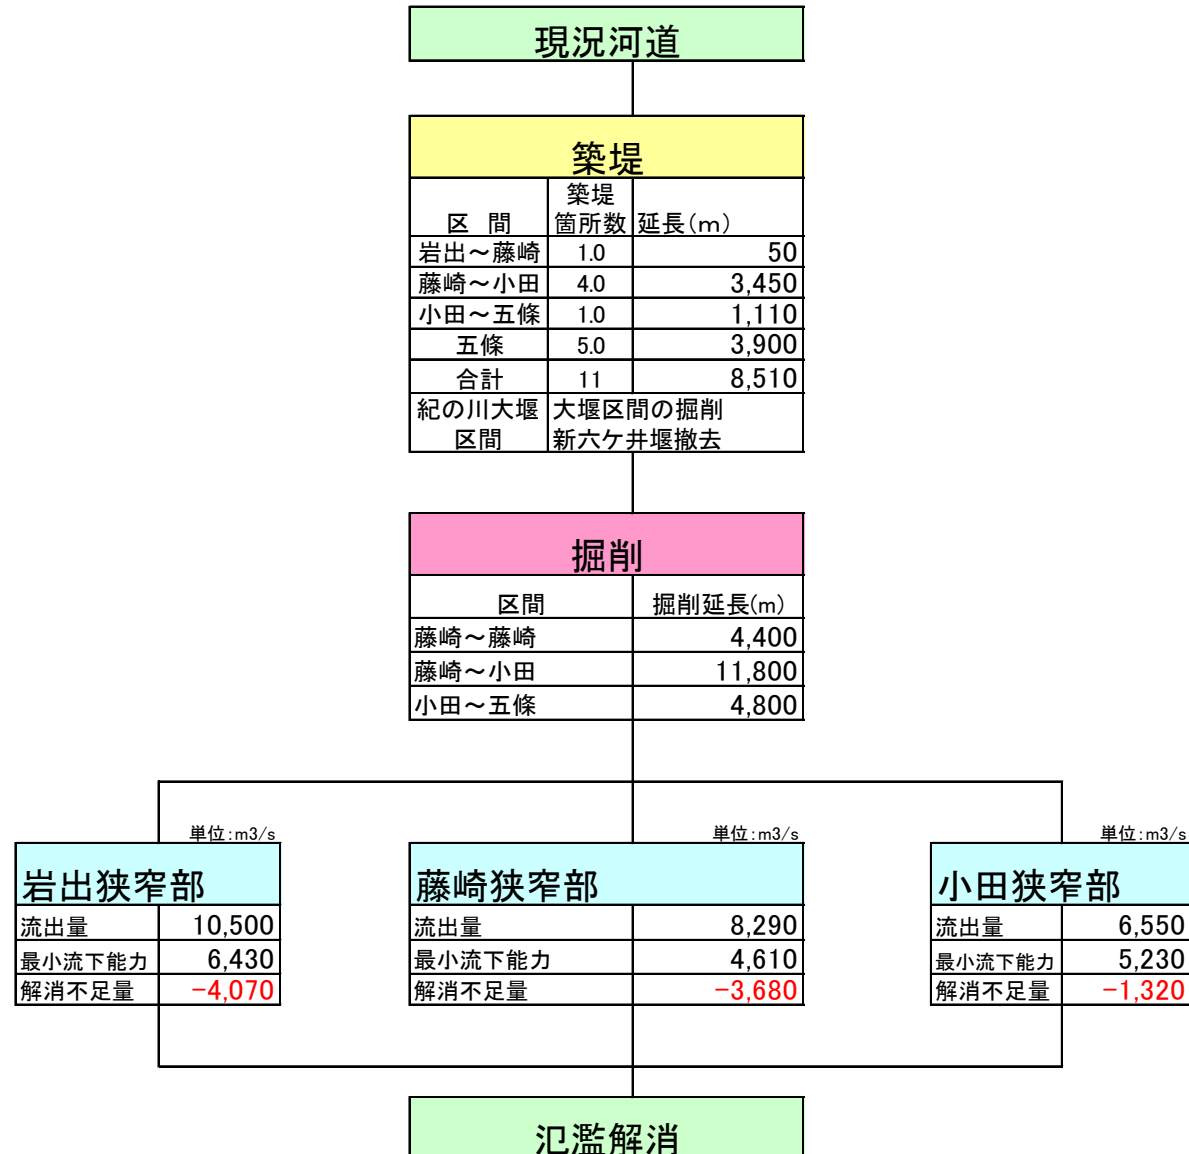 現況河道
築堤
区 間 築堤箇所数 延長(m)
岩出～藤崎 1.0 50
藤崎～小田 4.0 3,450
小田～五條 1.0 1,110
五條 5.0 3,900
合計 11 8,510
紀の川大堰 大堰区間の掘削
区間 新六ケ井堰撤去
掘削
区間 掘削延長(m)
藤崎～藤崎 4,400
藤崎～小田 11,800
小田～五條 4,800
単位:m3/s
岩出狭窄部
流出量 10,500
最小流下能力 6,430
解消不足量 -4,070
単位:m3/s
藤崎狭窄部
流出量 8,290
最小流下能力 4,610
解消不足量 -3,680
単位:m3/s
小田狭窄部
流出量 6,550
最小流下能力 5,230
解消不足量 -1,320
氾濫解消